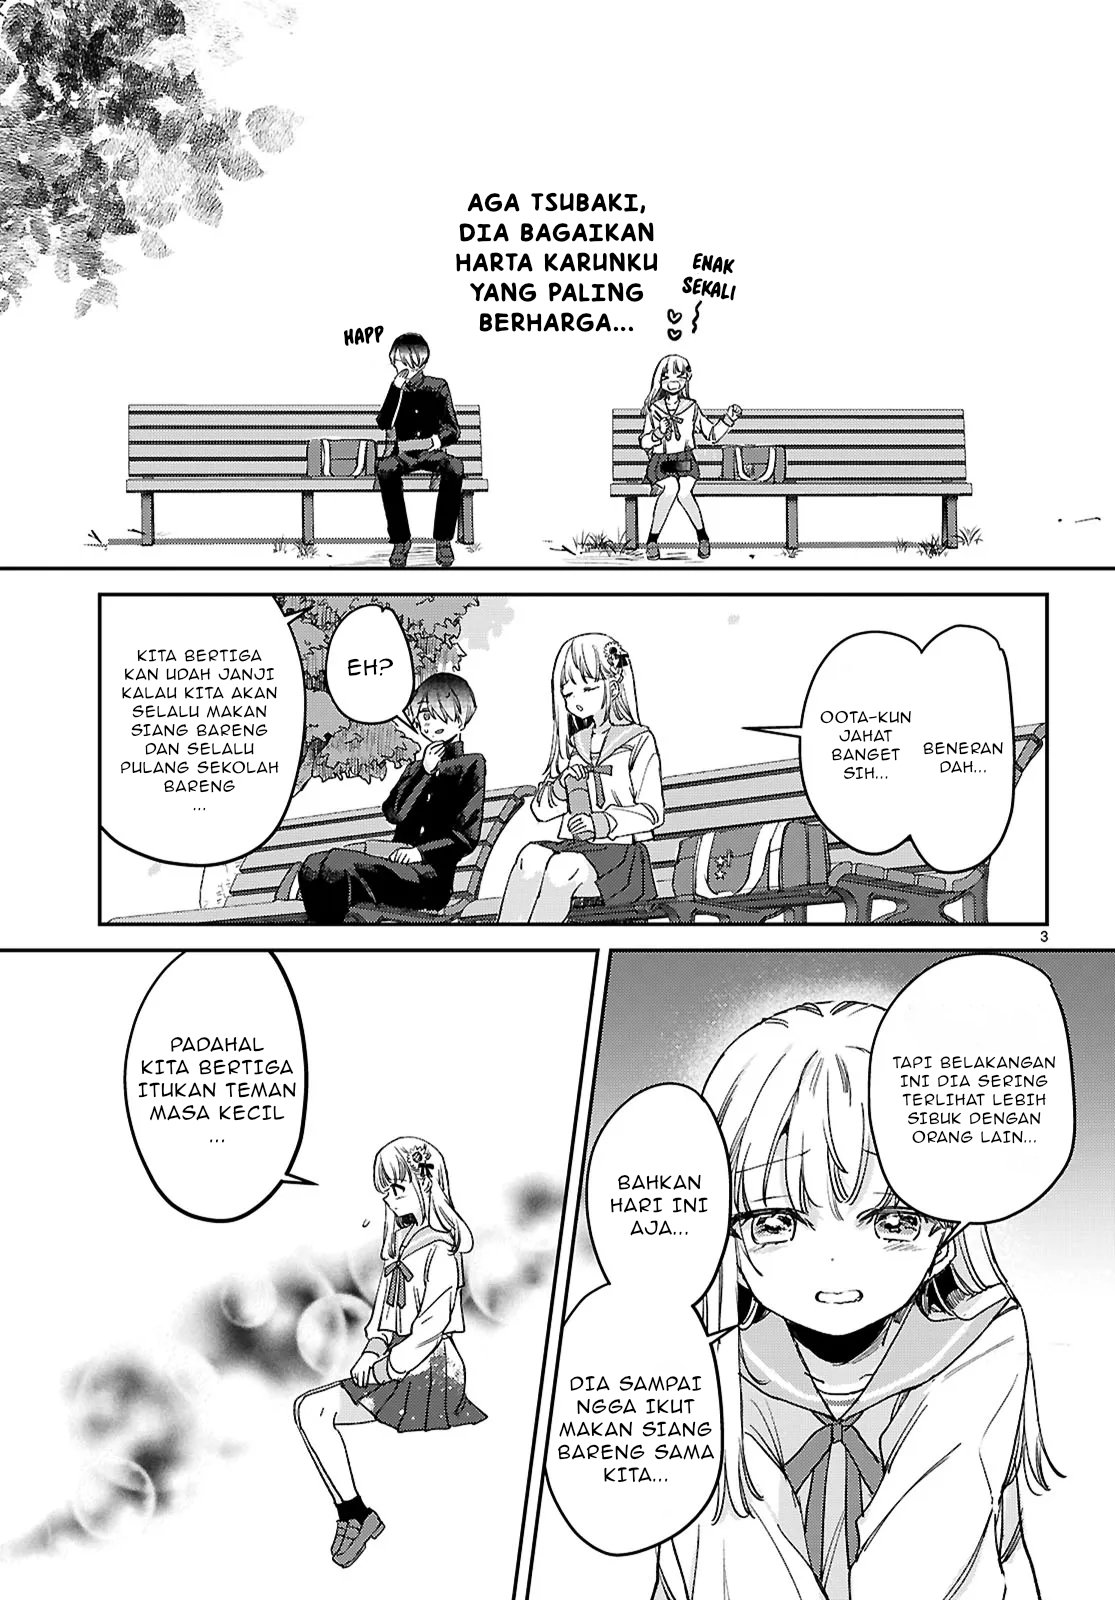 AGA TSUBAKI,
DIA BAGAIKAN
HARTA KARUNKU
YANG PALING
BERHARGA...
ENAK
SEKALI
HAPP
BENERAN
DAH...
OOTA-KUN
JAHAT
BANGET
SIH...
EH?
KITA BERTIGA
KAN UDAH JANJI
KALAU KITA AKAN
SELALU MAKAN
SIANG BARENG
DAN SELALU
PULANG SEKOLAH
BARENG
...
3
TAPI BELAKANGAN
INI DIA SERING
TERLIHAT LEBIH
SIBUK DENGAN
ORANG LAIN...
BAHKAN
HARI INI
AJA...
DIA SAMPAI
NGGA IKUT
MAKAN SIANG
BARENG SAMA
KITA...
PADAHAL
KITA BERTIGA
ITUKAN TEMAN
MASA KECIL
...